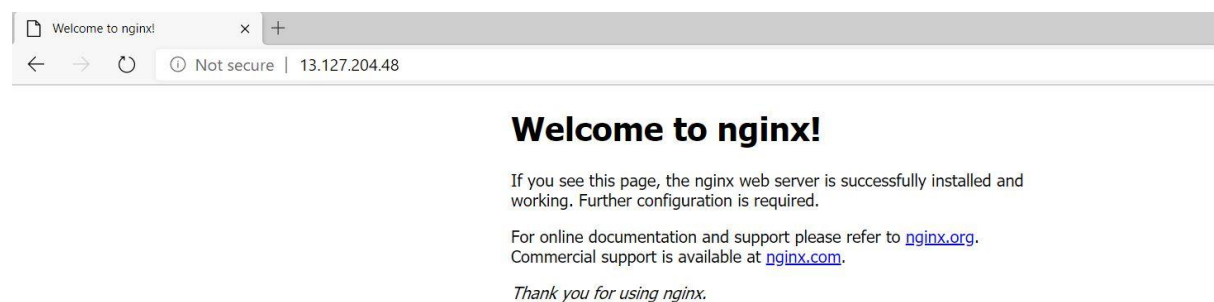 Welcome to nginx!
Not secure | 13.127.204.48
Welcome to nginx!
If you see this page, the nginx web server is successfully installed and
working. Further configuration is required.
For online documentation and support please refer to nginx.org.
Commercial support is available at nginx.com.
Thank you for using nginx.